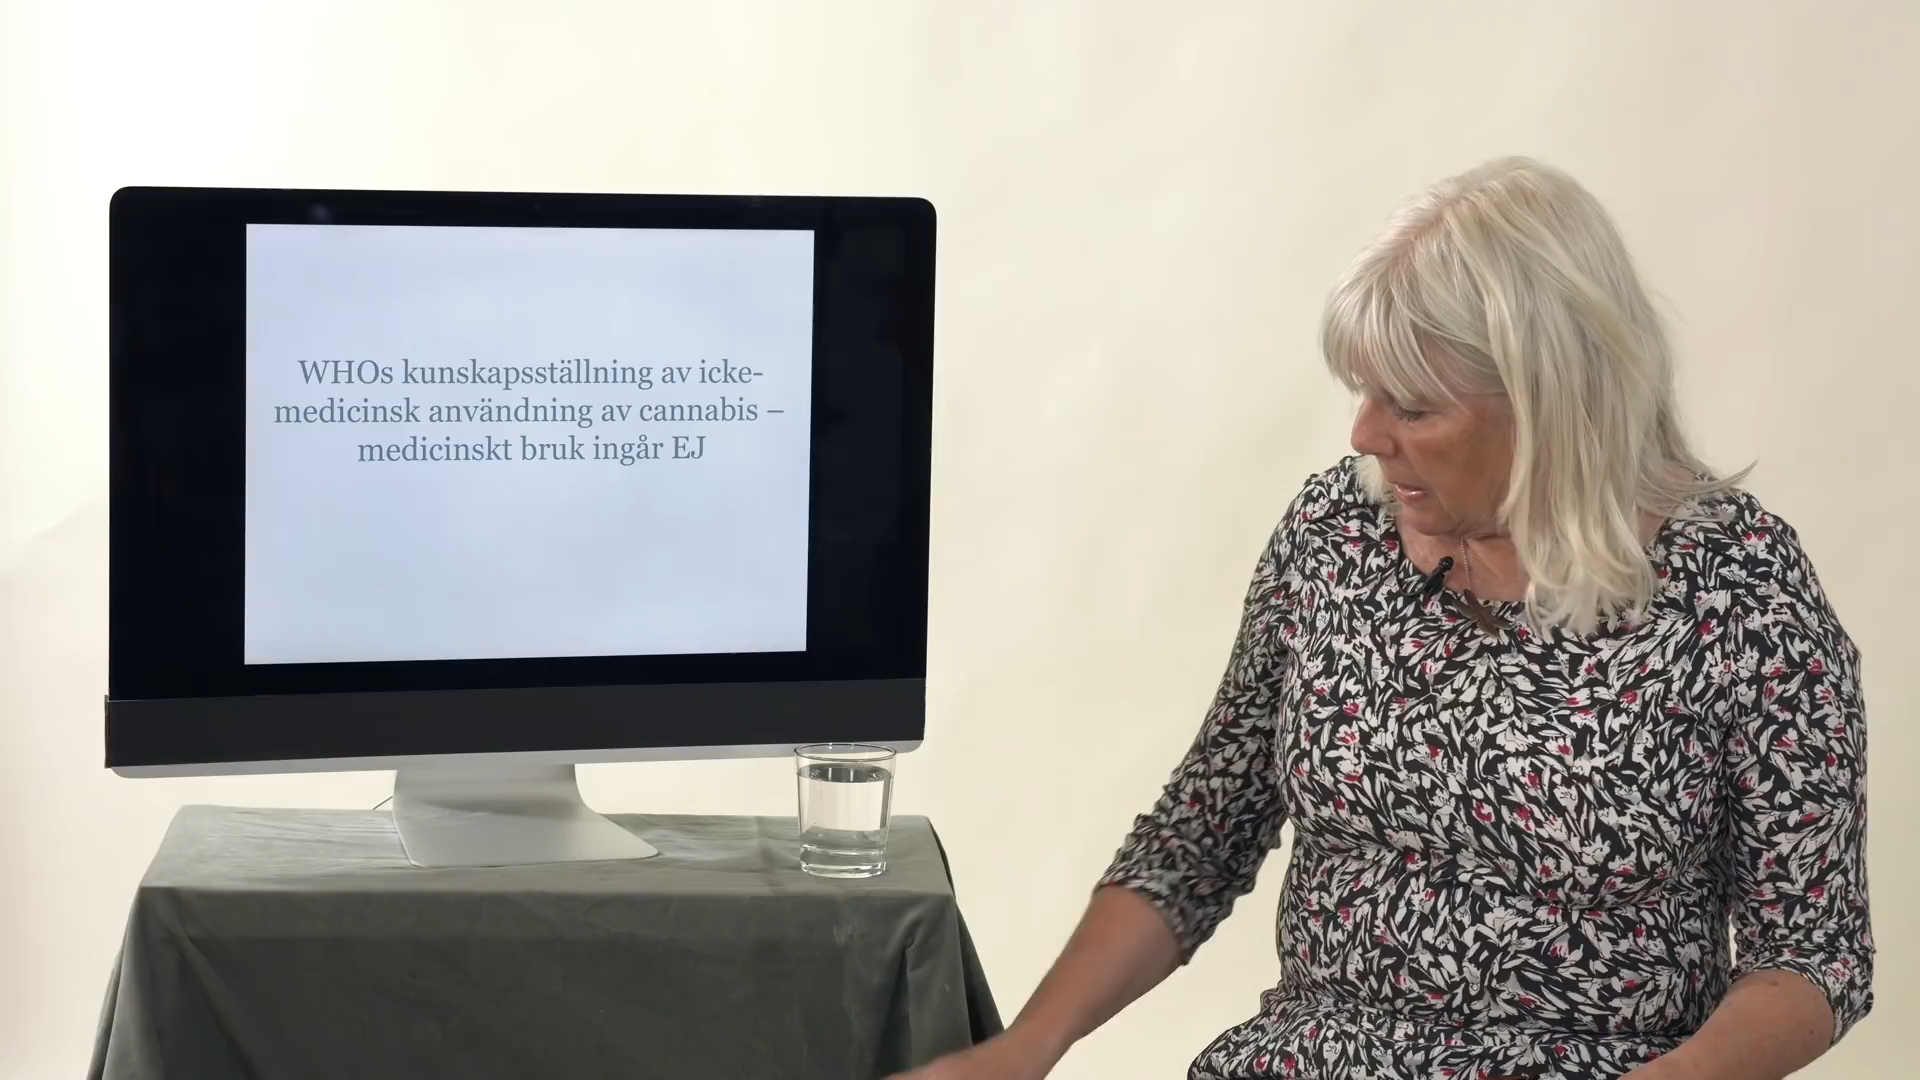 WHOs kunskapsställning av icke-
medicinsk användning av cannabis –
medicinskt bruk ingår EJ